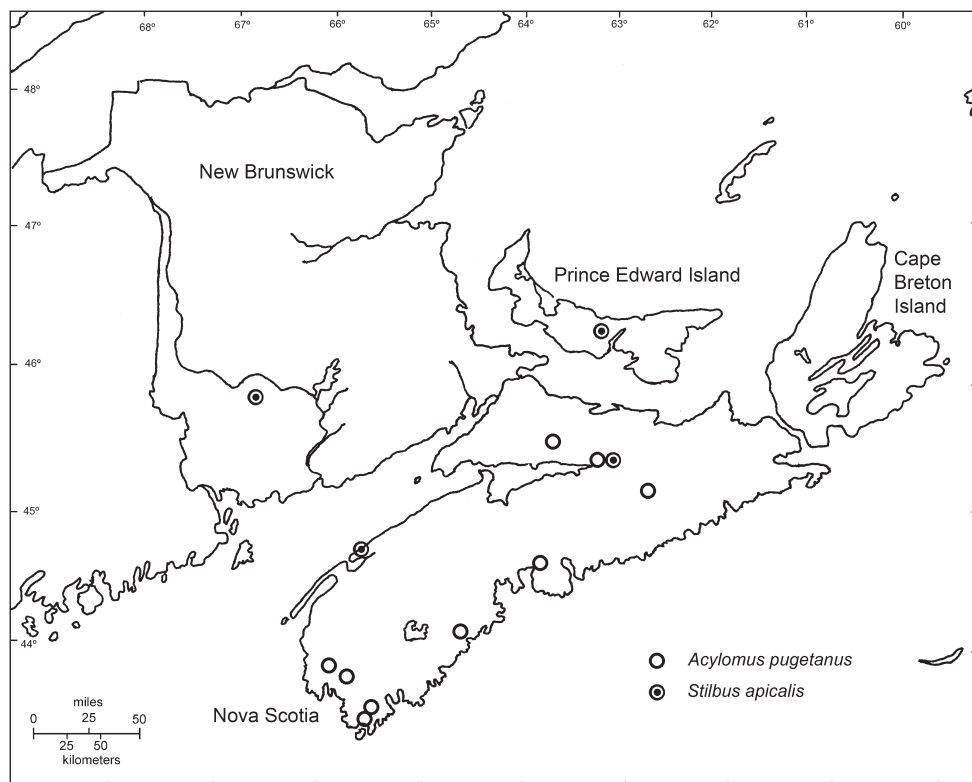 68° 67° 66° 65° 64° 63° 62° 61° 60°
48°
New Brunswick
47°
Prince Edward Island
Cape
Breton
Island
46°
45°
44°
Acylomus pugetanus
Stilbus apicalis
Nova Scotia
miles
0 25 50
25 50
kilometers